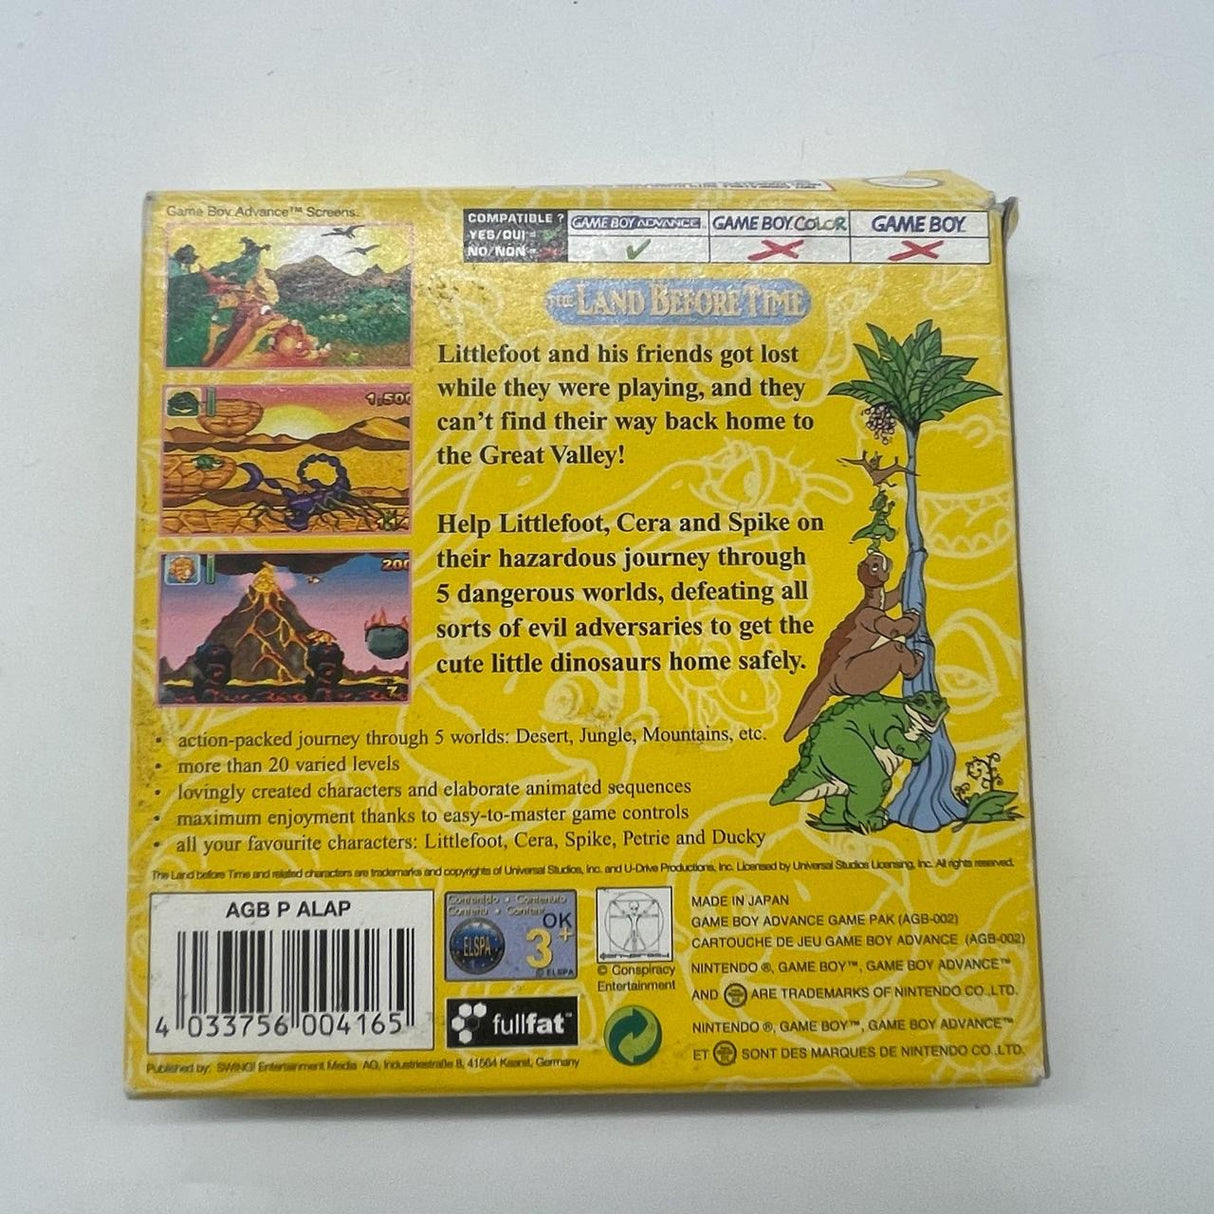 Game Boy Advance™ Screens.
COMPATIBLE ?
YES/OUI =
NO/NON =
GAME BOY ADVANCE
GAME BOY COLOR
GAME BOY
THE LAND BEFORE TIME
1,500
200
7
Littlefoot and his friends got lost
while they were playing, and they
can't find their way back home to
the Great Valley!
Help Littlefoot, Cera and Spike on
their hazardous journey through
5 dangerous worlds, defeating all
sorts of evil adversaries to get the
cute little dinosaurs home safely.
• action-packed journey through 5 worlds: Desert, Jungle, Mountains, etc.
• more than 20 varied levels
• lovingly created characters and elaborate animated sequences
• maximum enjoyment thanks to easy-to-master game controls
• all your favourite characters: Littlefoot, Cera, Spike, Petrie and Ducky
The Land before Time and related characters are trademarks and copyrights of Universal Studios, Inc. and U-Drive Productions, Inc. Licensed by Universal Studios Licensing, Inc. All rights reserved.
AGB P ALAP
4 033756 004165
Contenido • Contenuto
Contenu • Content
OK
3+
ELSPA
© ELSPA
fullfat™
© Conspiracy
Entertainment
MADE IN JAPAN
GAME BOY ADVANCE GAME PAK (AGB-002)
CARTOUCHE DE JEU GAME BOY ADVANCE (AGB-002)
NINTENDO ®, GAME BOY™, GAME BOY ADVANCE™
AND ARE TRADEMARKS OF NINTENDO CO.,LTD.
NINTENDO ®, GAME BOY™, GAME BOY ADVANCE™
ET SONT DES MARQUES DE NINTENDO CO.,LTD.
Published by: SWING! Entertainment Media AG, Industriestraße 8, 41564 Kaarst, Germany